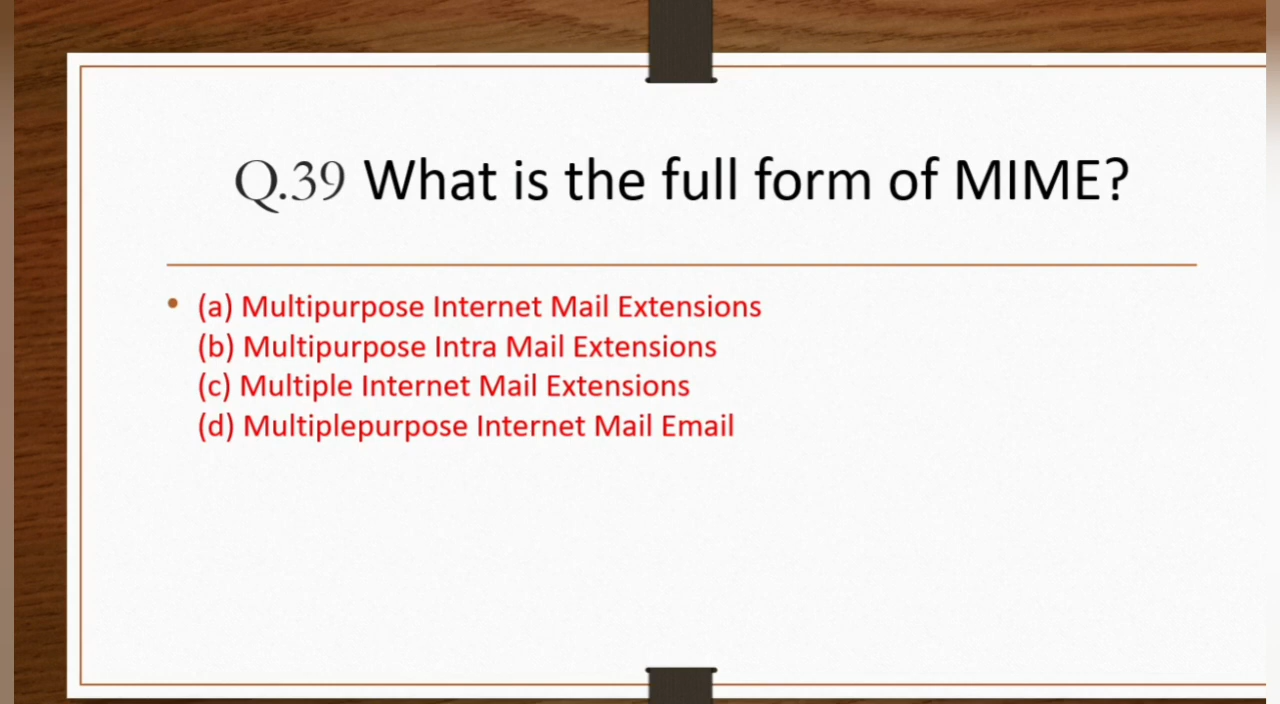 Q.39 What is the full form of MIME?
• (a) Multipurpose Internet Mail Extensions
(b) Multipurpose Intra Mail Extensions
(c) Multiple Internet Mail Extensions
(d) Multiplepurpose Internet Mail Email